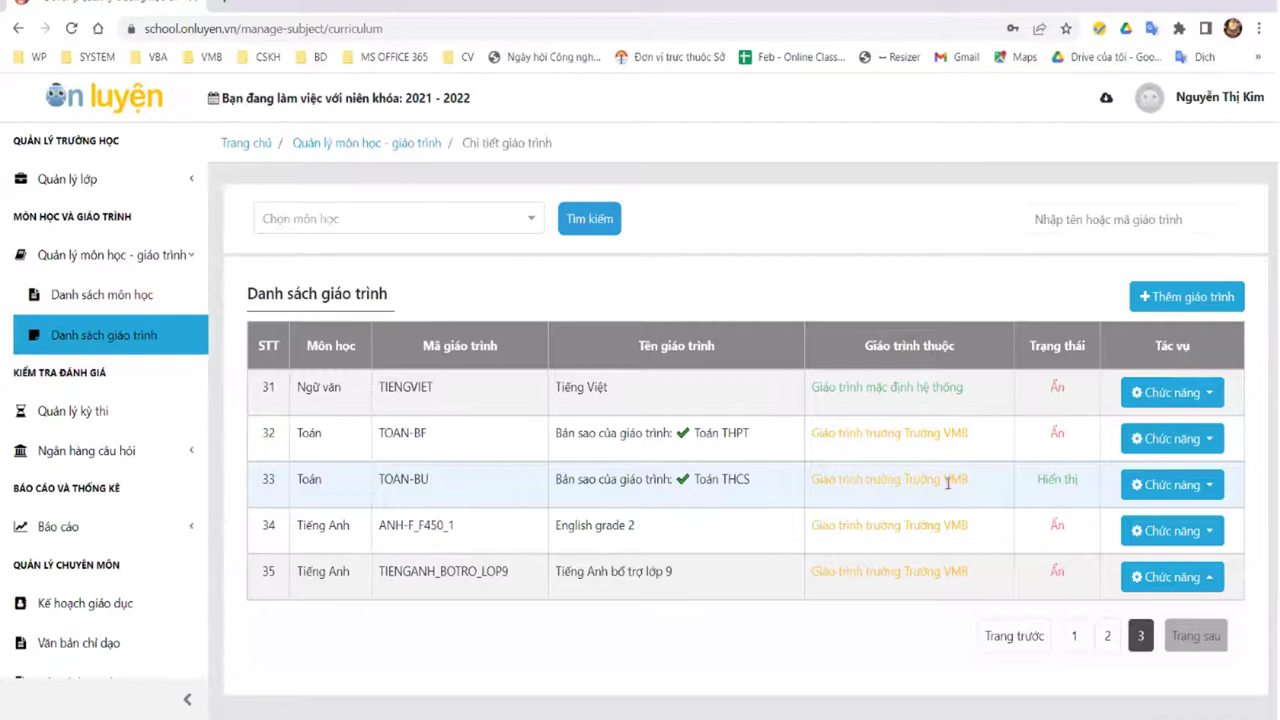 school.onluyen.vn/manage-subject/curriculum
WP SYSTEM VBA VMB CSKH BD MS OFFICE 365 CV Ngày hội Công ngh... Đơn vị trực thuộc Sở Feb - Online Class... -- Resizer Gmail Maps Drive của tôi - Goo... Dịch »
ôn luyện
Bạn đang làm việc với niên khóa: 2021 - 2022
Nguyễn Thị Kim
QUẢN LÝ TRƯỜNG HỌC
Quản lý lớp
MÔN HỌC VÀ GIÁO TRÌNH
Quản lý môn học - giáo trình
Danh sách môn học
Danh sách giáo trình
KIỂM TRA ĐÁNH GIÁ
Quản lý kỳ thi
Ngân hàng câu hỏi
BÁO CÁO VÀ THỐNG KÊ
Báo cáo
QUẢN LÝ CHUYÊN MÔN
Kế hoạch giáo dục
Văn bản chỉ đạo
Trang chủ / Quản lý môn học - giáo trình / Chi tiết giáo trình
Chọn môn học
Tìm kiếm
Nhập tên hoặc mã giáo trình
Danh sách giáo trình
+ Thêm giáo trình
STT Môn học Mã giáo trình Tên giáo trình Giáo trình thuộc Trạng thái Tác vụ
31 Ngữ văn TIENGVIET Tiếng Việt Giáo trình mặc định hệ thống Ẩn Chức năng
32 Toán TOAN-BF Bản sao của giáo trình: ✔ Toán THPT Giáo trình trường Trường VMB Ẩn Chức năng
33 Toán TOAN-BU Bản sao của giáo trình: ✔ Toán THCS Giáo trình trường Trường VMB Hiển thị Chức năng
34 Tiếng Anh ANH-F_F450_1 English grade 2 Giáo trình trường Trường VMB Ẩn Chức năng
35 Tiếng Anh TIENGANH_BOTRO_LOP9 Tiếng Anh bổ trợ lớp 9 Giáo trình trường Trường VMB Ẩn Chức năng
Trang trước 1 2 3 Trang sau